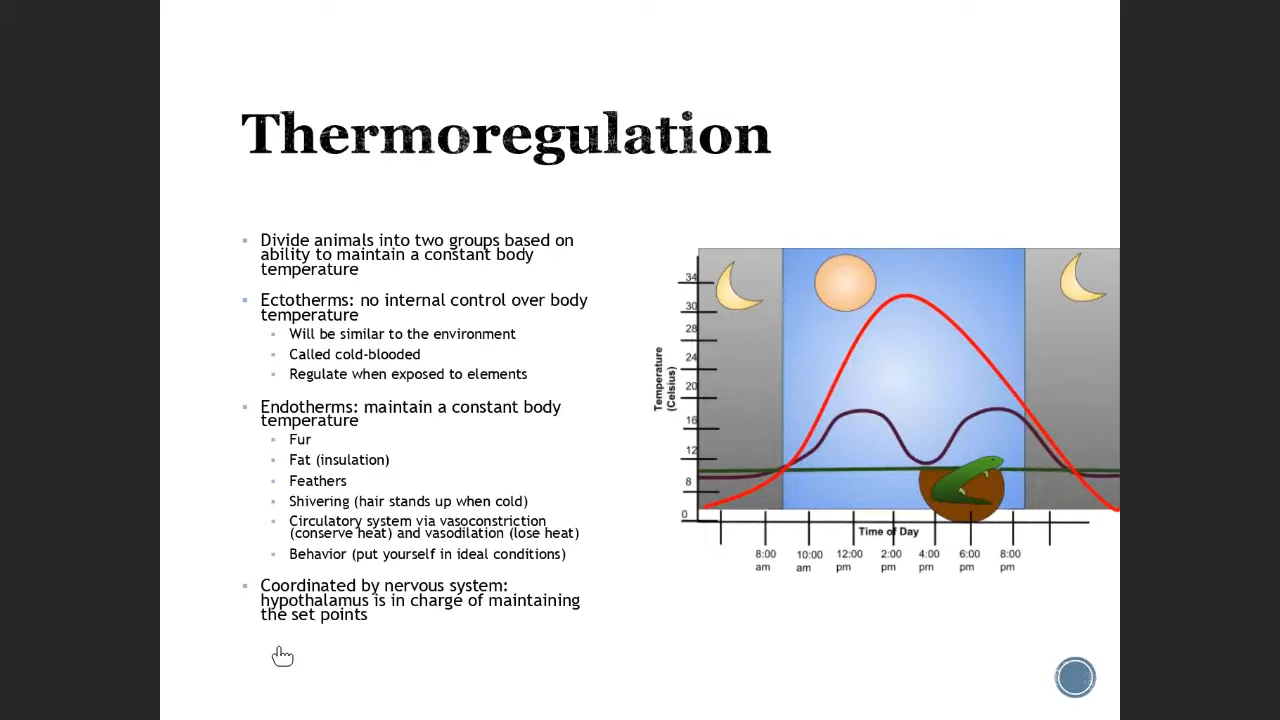 Thermoregulation
Divide animals into two groups based on
ability to maintain a constant body
temperature
Ectotherms: no internal control over body
temperature
Will be similar to the environment
Called cold-blooded
Regulate when exposed to elements
Endotherms: maintain a constant body
temperature
Fur
Fat (insulation)
Feathers
Shivering (hair stands up when cold)
Circulatory system via vasoconstriction
(conserve heat) and vasodilation (lose heat)
Behavior (put yourself in ideal conditions)
Coordinated by nervous system:
hypothalamus is in charge of maintaining
the set points
Temperature
(Celsius)
34
30
28
24
20
16
12
8
0
Time of Day
8:00 10:00 12:00 2:00 4:00 6:00 8:00
am am pm pm pm pm pm